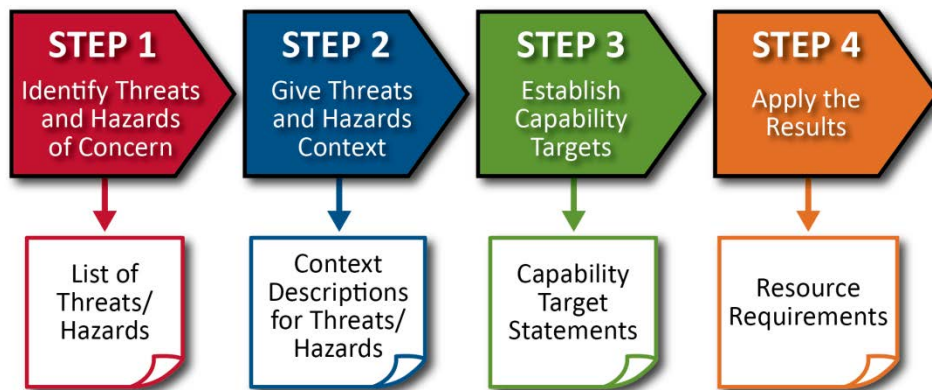 STEP 1
Identify Threats
and Hazards
of Concern
STEP 2
Give Threats
and Hazards
Context
STEP 3
Establish
Capability
Targets
STEP 4
Apply the
Results
List of
Threats/
Hazards
Context
Descriptions
for Threats/
Hazards
Capability
Target
Statements
Resource
Requirements